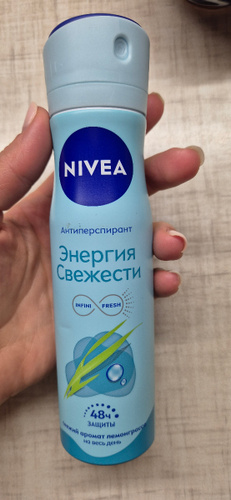 NIVEA
Антиперспирант
Энергия
Свежести
INFINI FRESH
48ч
ЗАЩИТЫ
свежий аромат лемонграсса
на весь день